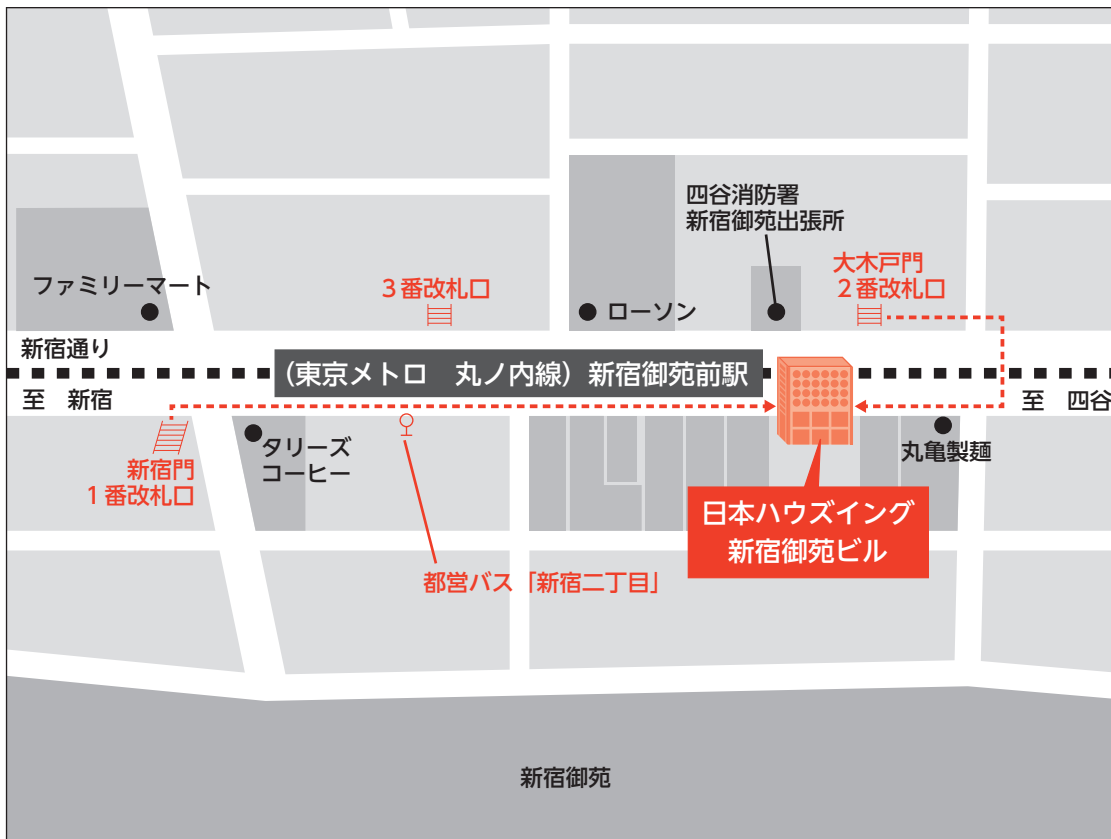 四谷消防署
新宿御苑出張所
大木戸門
2番改札口
ファミリーマート
3番改札口
ローソン
新宿通り
(東京メトロ　丸ノ内線) 新宿御苑前駅
至　新宿
至　四谷
タリーズ
コーヒー
丸亀製麺
新宿門
1番改札口
日本ハウズイング
新宿御苑ビル
都営バス「新宿二丁目」
新宿御苑